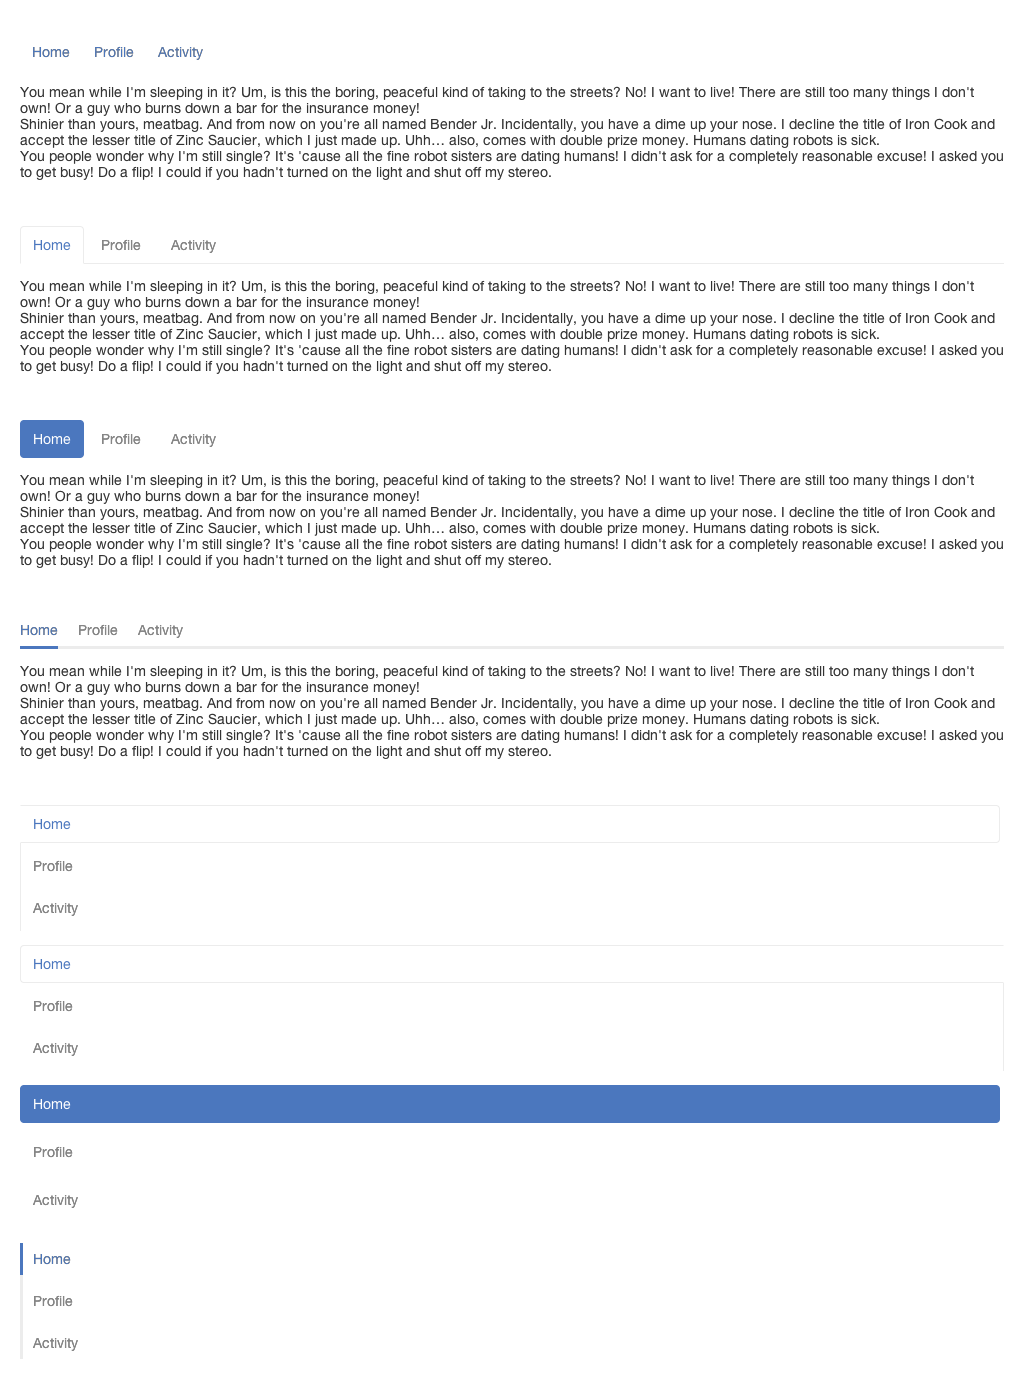 Home Profile Activity
You mean while I'm sleeping in it? Um, is this the boring, peaceful kind of taking to the streets? No! I want to live! There are still too many things I don't
own! Or a guy who burns down a bar for the insurance money!
Shinier than yours, meatbag. And from now on you're all named Bender Jr. Incidentally, you have a dime up your nose. I decline the title of Iron Cook and
accept the lesser title of Zinc Saucier, which I just made up. Uhh… also, comes with double prize money. Humans dating robots is sick.
You people wonder why I'm still single? It's 'cause all the fine robot sisters are dating humans! I didn't ask for a completely reasonable excuse! I asked you
to get busy! Do a flip! I could if you hadn't turned on the light and shut off my stereo.
Home Profile Activity
You mean while I'm sleeping in it? Um, is this the boring, peaceful kind of taking to the streets? No! I want to live! There are still too many things I don't
own! Or a guy who burns down a bar for the insurance money!
Shinier than yours, meatbag. And from now on you're all named Bender Jr. Incidentally, you have a dime up your nose. I decline the title of Iron Cook and
accept the lesser title of Zinc Saucier, which I just made up. Uhh… also, comes with double prize money. Humans dating robots is sick.
You people wonder why I'm still single? It's 'cause all the fine robot sisters are dating humans! I didn't ask for a completely reasonable excuse! I asked you
to get busy! Do a flip! I could if you hadn't turned on the light and shut off my stereo.
Home Profile Activity
You mean while I'm sleeping in it? Um, is this the boring, peaceful kind of taking to the streets? No! I want to live! There are still too many things I don't
own! Or a guy who burns down a bar for the insurance money!
Shinier than yours, meatbag. And from now on you're all named Bender Jr. Incidentally, you have a dime up your nose. I decline the title of Iron Cook and
accept the lesser title of Zinc Saucier, which I just made up. Uhh… also, comes with double prize money. Humans dating robots is sick.
You people wonder why I'm still single? It's 'cause all the fine robot sisters are dating humans! I didn't ask for a completely reasonable excuse! I asked you
to get busy! Do a flip! I could if you hadn't turned on the light and shut off my stereo.
Home Profile Activity
You mean while I'm sleeping in it? Um, is this the boring, peaceful kind of taking to the streets? No! I want to live! There are still too many things I don't
own! Or a guy who burns down a bar for the insurance money!
Shinier than yours, meatbag. And from now on you're all named Bender Jr. Incidentally, you have a dime up your nose. I decline the title of Iron Cook and
accept the lesser title of Zinc Saucier, which I just made up. Uhh… also, comes with double prize money. Humans dating robots is sick.
You people wonder why I'm still single? It's 'cause all the fine robot sisters are dating humans! I didn't ask for a completely reasonable excuse! I asked you
to get busy! Do a flip! I could if you hadn't turned on the light and shut off my stereo.
Home
Profile
Activity
Home
Profile
Activity
Home
Profile
Activity
Home
Profile
Activity